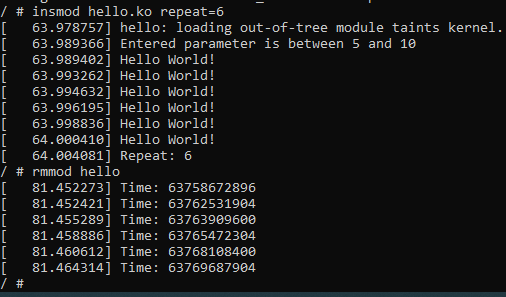 / # insmod hello.ko repeat=6
[   63.978757] hello: loading out-of-tree module taints kernel.
[   63.989366] Entered parameter is between 5 and 10
[   63.989402] Hello World!
[   63.993262] Hello World!
[   63.994632] Hello World!
[   63.996195] Hello World!
[   63.998836] Hello World!
[   64.000410] Hello World!
[   64.004081] Repeat: 6
/ # rmmod hello
[   81.452273] Time: 63758672896
[   81.452421] Time: 63762531904
[   81.455289] Time: 63763909600
[   81.458886] Time: 63765472304
[   81.460612] Time: 63768108400
[   81.464314] Time: 63769687904
/ #